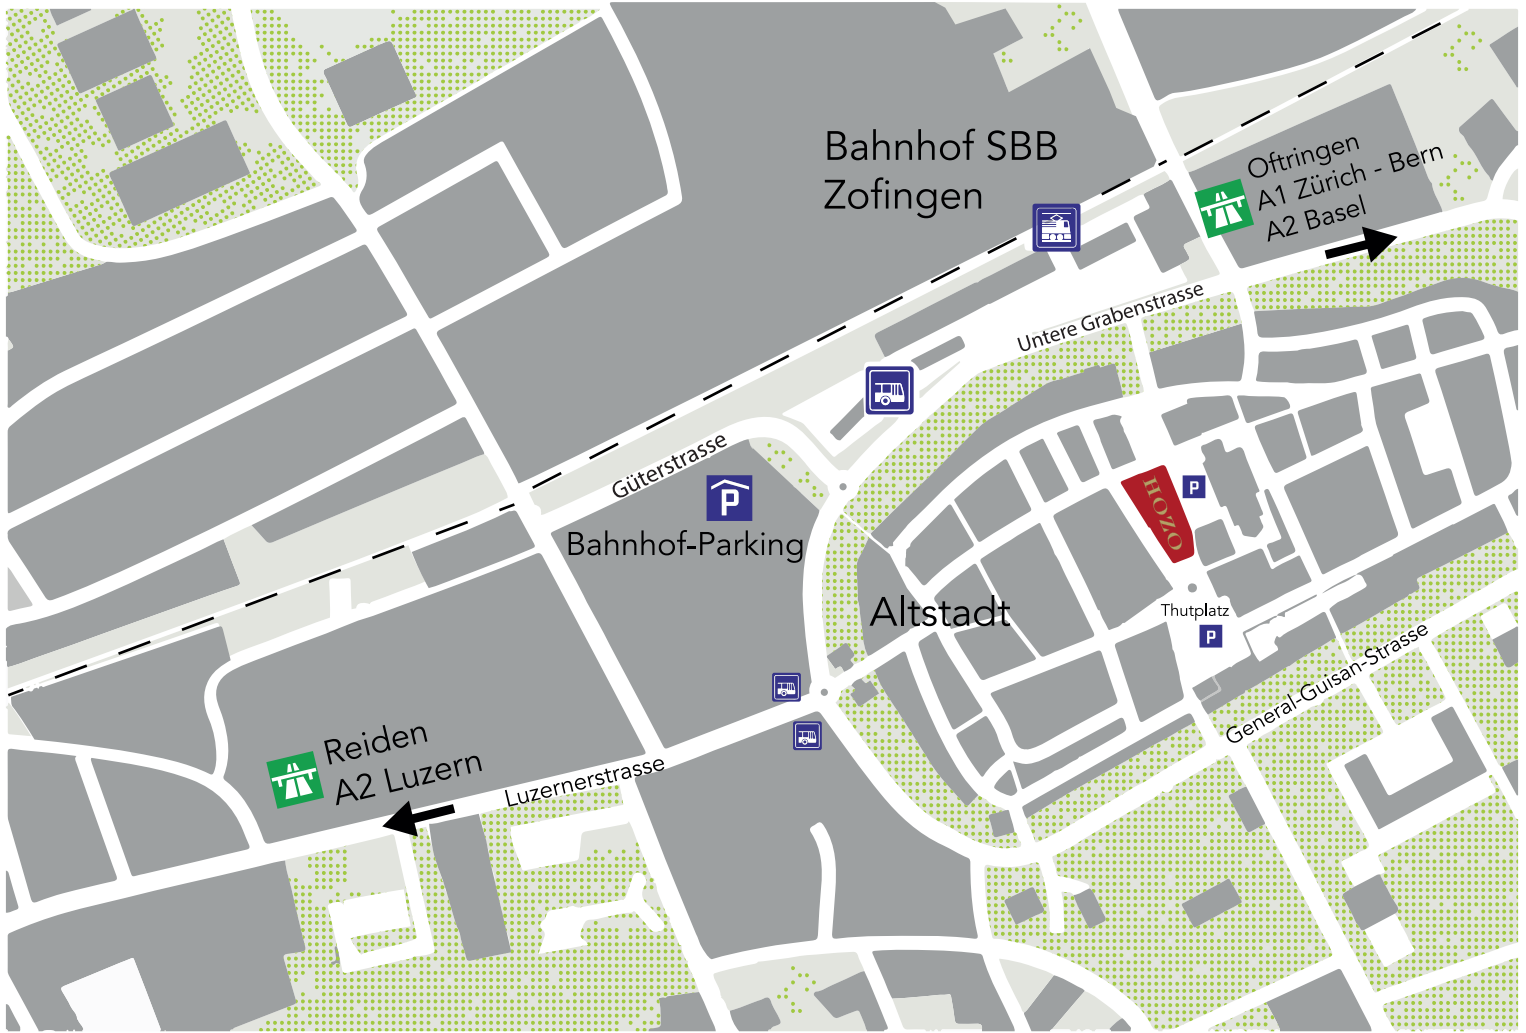 Bahnhof SBB
Zofingen
Oftringen
A1 Zürich - Bern
A2 Basel
Untere Grabenstrasse
Güterstrasse
P
Bahnhof-Parking
HOZO
P
Altstadt
Thutplatz
P
General-Guisan-Strasse
Reiden
A2 Luzern
Luzernerstrasse